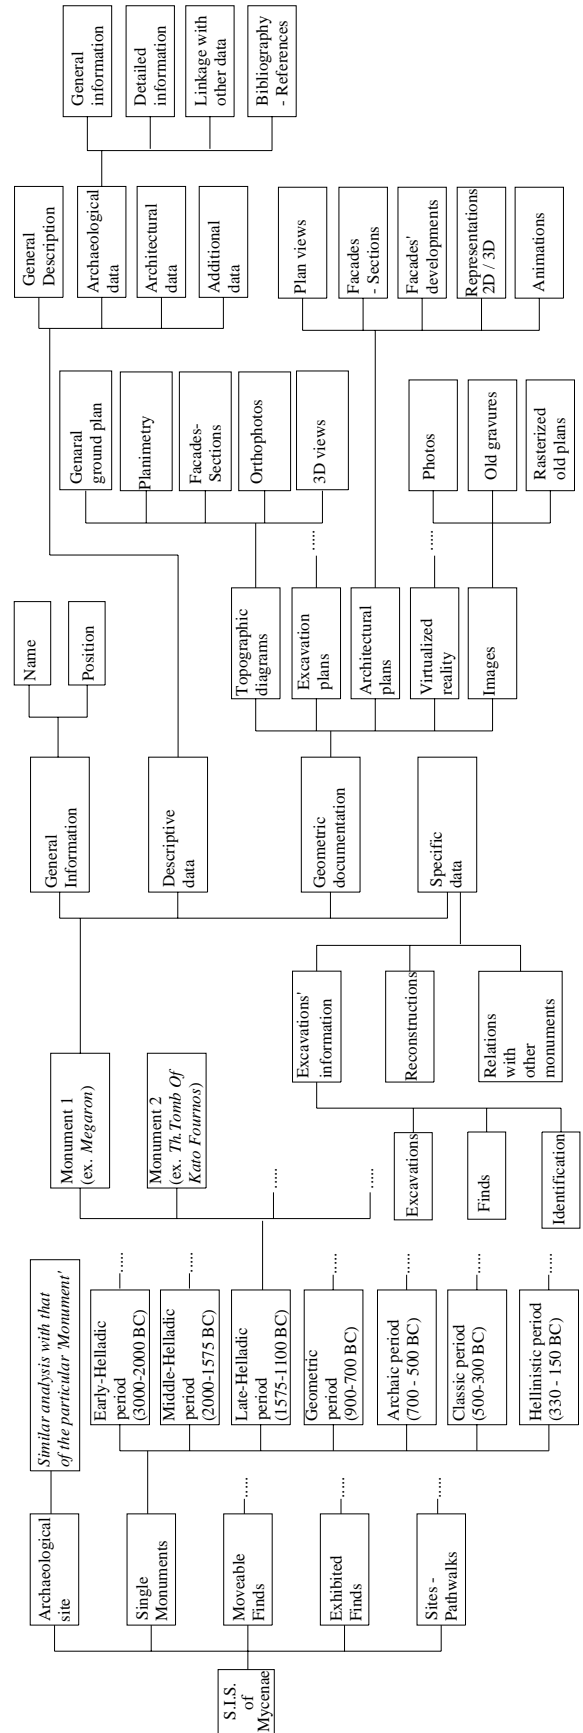 S.I.S.
of
Mycenae
Archaeological
site
Single
Monuments
Moveable
Finds
Exhibited
Finds
Sites -
Pathwalks
Similar analysis with that
of the particular 'Monument'
.....
.....
.....
Early-Helladic
period
(3000-2000 BC)
Middle-Helladic
period
(2000-1575 BC)
Late-Helladic
period
(1575-1100 BC)
Geometric
period
(900-700 BC)
Archaic period
(700 - 500 BC)
Classic period
(500-300 BC)
Hellinistic period
(330 - 150 BC)
.....
.....
.....
.....
.....
.....
Monument 1
(ex. Megaron)
Monument 2
(ex. Th.Tomb Of
Kato Fournos)
.....
.....
Excavations
Finds
Identification
Excavations'
information
Reconstructions
Relations
with
other
monuments
General
Information
Descriptive
data
Geometric
documentation
Specific
data
Name
Position
Topographic
diagrams
Excavation
plans
Architectural
plans
Virtualized
reality
Images
.....
.....
Genaral
ground plan
Planimetry
Facades-
Sections
Orthophotos
3D views
Photos
Old gravures
Rasterized
old plans
General
Description
Archaeological
data
Architectural
data
Additional
data
Plan views
Facades
- Sections
Facades'
developments
Representations
2D / 3D
Animations
General
information
Detailed
information
Linkage with
other data
Bibliography
- References